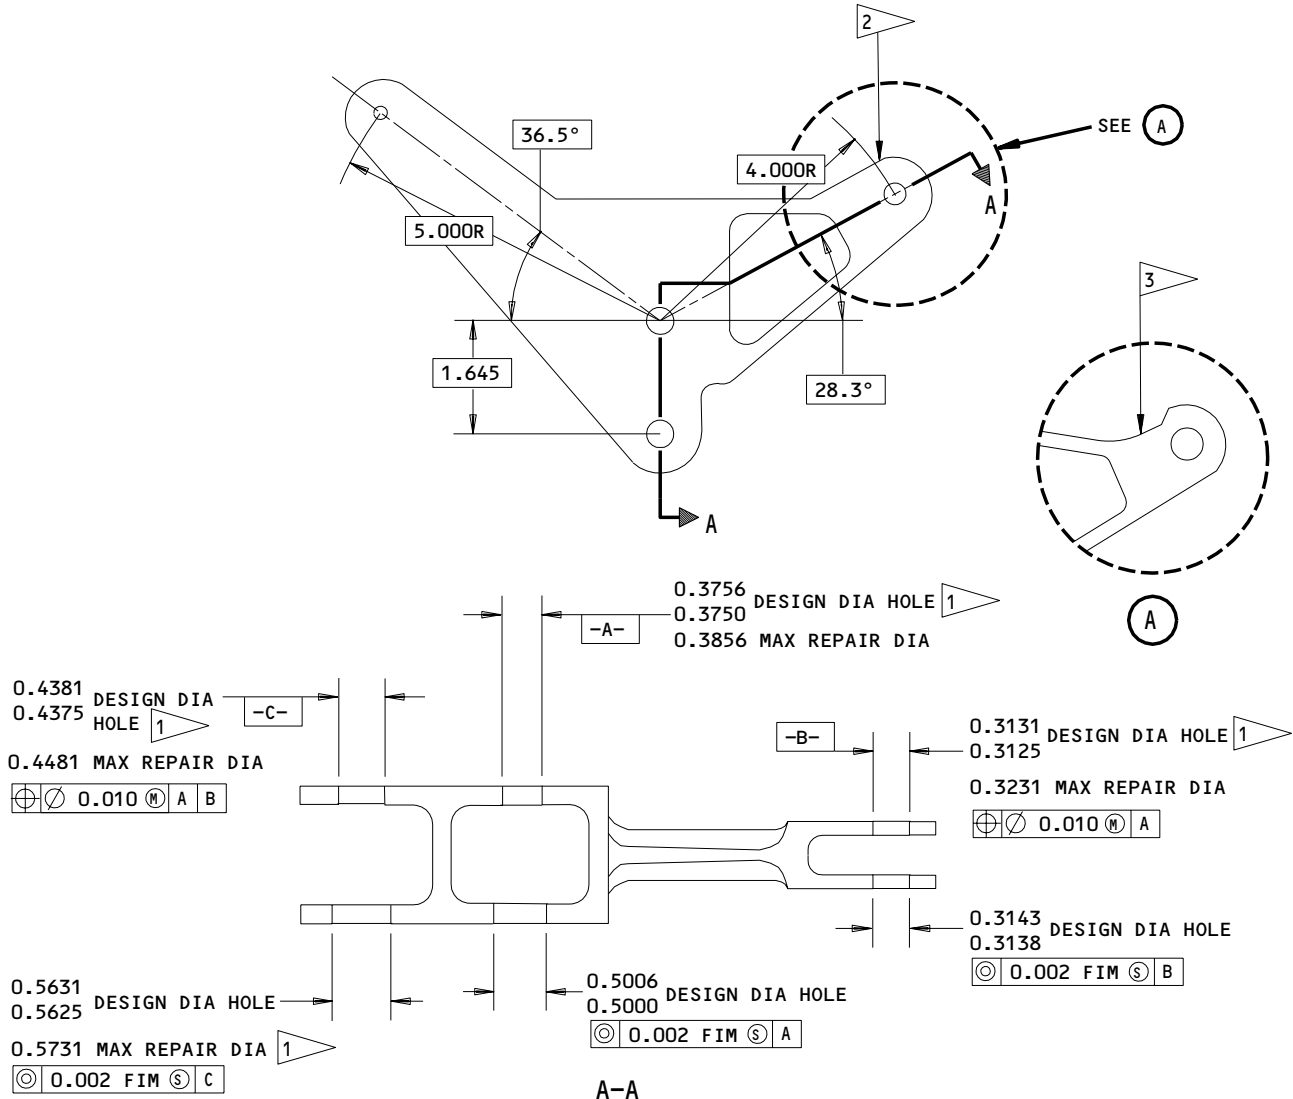 2
36.5°
SEE A
4.000R
A
5.000R
3
1.645
28.3°
A
A
0.3756
0.3750 DESIGN DIA HOLE 1
0.3856 MAX REPAIR DIA
-A-
0.4381
0.4375 DESIGN DIA
HOLE 1
-C-
0.4481 MAX REPAIR DIA
⌖ ⌀ 0.010 Ⓜ A B
-B-
0.3131
0.3125 DESIGN DIA HOLE 1
0.3231 MAX REPAIR DIA
⌖ ⌀ 0.010 Ⓜ A
0.3143
0.3138 DESIGN DIA HOLE
◎ 0.002 FIM Ⓢ B
0.5631
0.5625 DESIGN DIA HOLE
0.5731 MAX REPAIR DIA 1
◎ 0.002 FIM Ⓢ C
0.5006
0.5000 DESIGN DIA HOLE
◎ 0.002 FIM Ⓢ A
A-A